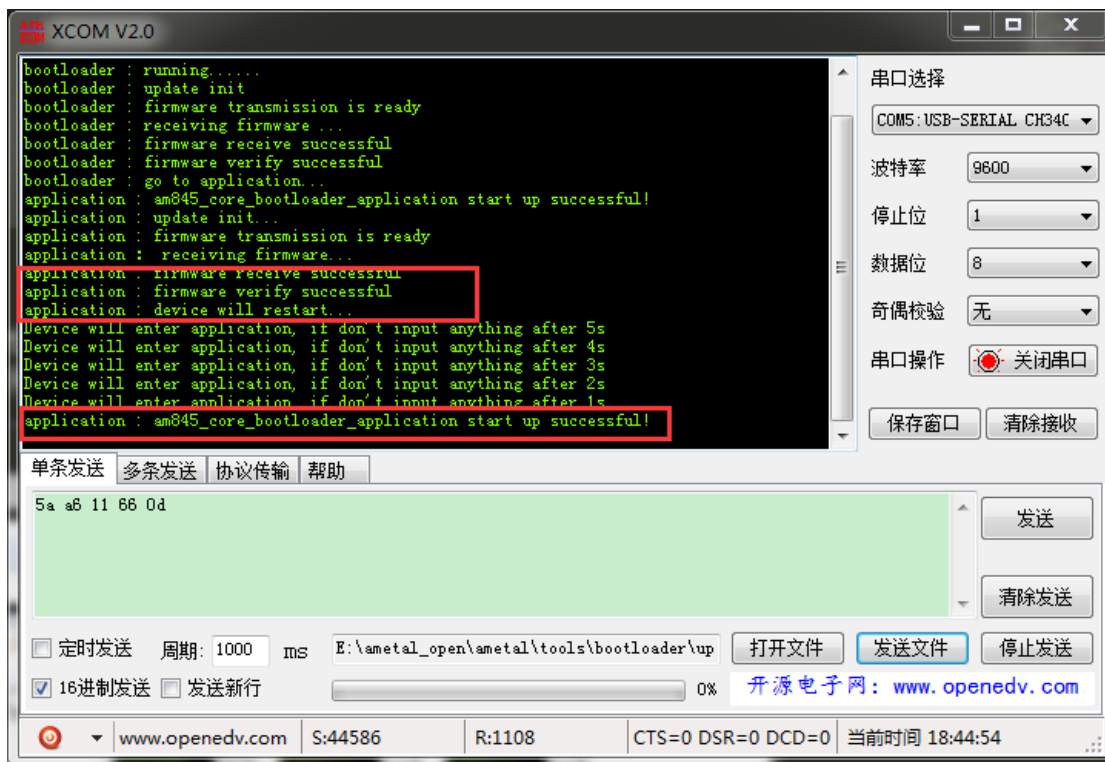 XCOM V2.0
bootloader : running......
bootloader : update init
bootloader : firmware transmission is ready
bootloader : receiving firmware ...
bootloader : firmware receive successful
bootloader : firmware verify successful
bootloader : go to application...
application : am845_core_bootloader_application start up successful!
application : update init...
application : firmware transmission is ready
application :  receiving firmware...
application : firmware receive successful
application : firmware verify successful
application : device will restart...
Device will enter application, if don't input anything after 5s
Device will enter application, if don't input anything after 4s
Device will enter application, if don't input anything after 3s
Device will enter application, if don't input anything after 2s
Device will enter application, if don't input anything after 1s
application : am845_core_bootloader_application start up successful!
串口选择
COM5:USB-SERIAL CH34C
波特率 9600
停止位 1
数据位 8
奇偶校验 无
串口操作 关闭串口
保存窗口 清除接收
单条发送 多条发送 协议传输 帮助
5a a6 11 66 0d
发送
清除发送
定时发送 周期: 1000 ms E:\ametal_open\ametal\tools\bootloader\up 打开文件 发送文件 停止发送
16进制发送 发送新行 0% 开源电子网: www.openedv.com
www.openedv.com S:44586 R:1108 CTS=0 DSR=0 DCD=0 当前时间 18:44:54